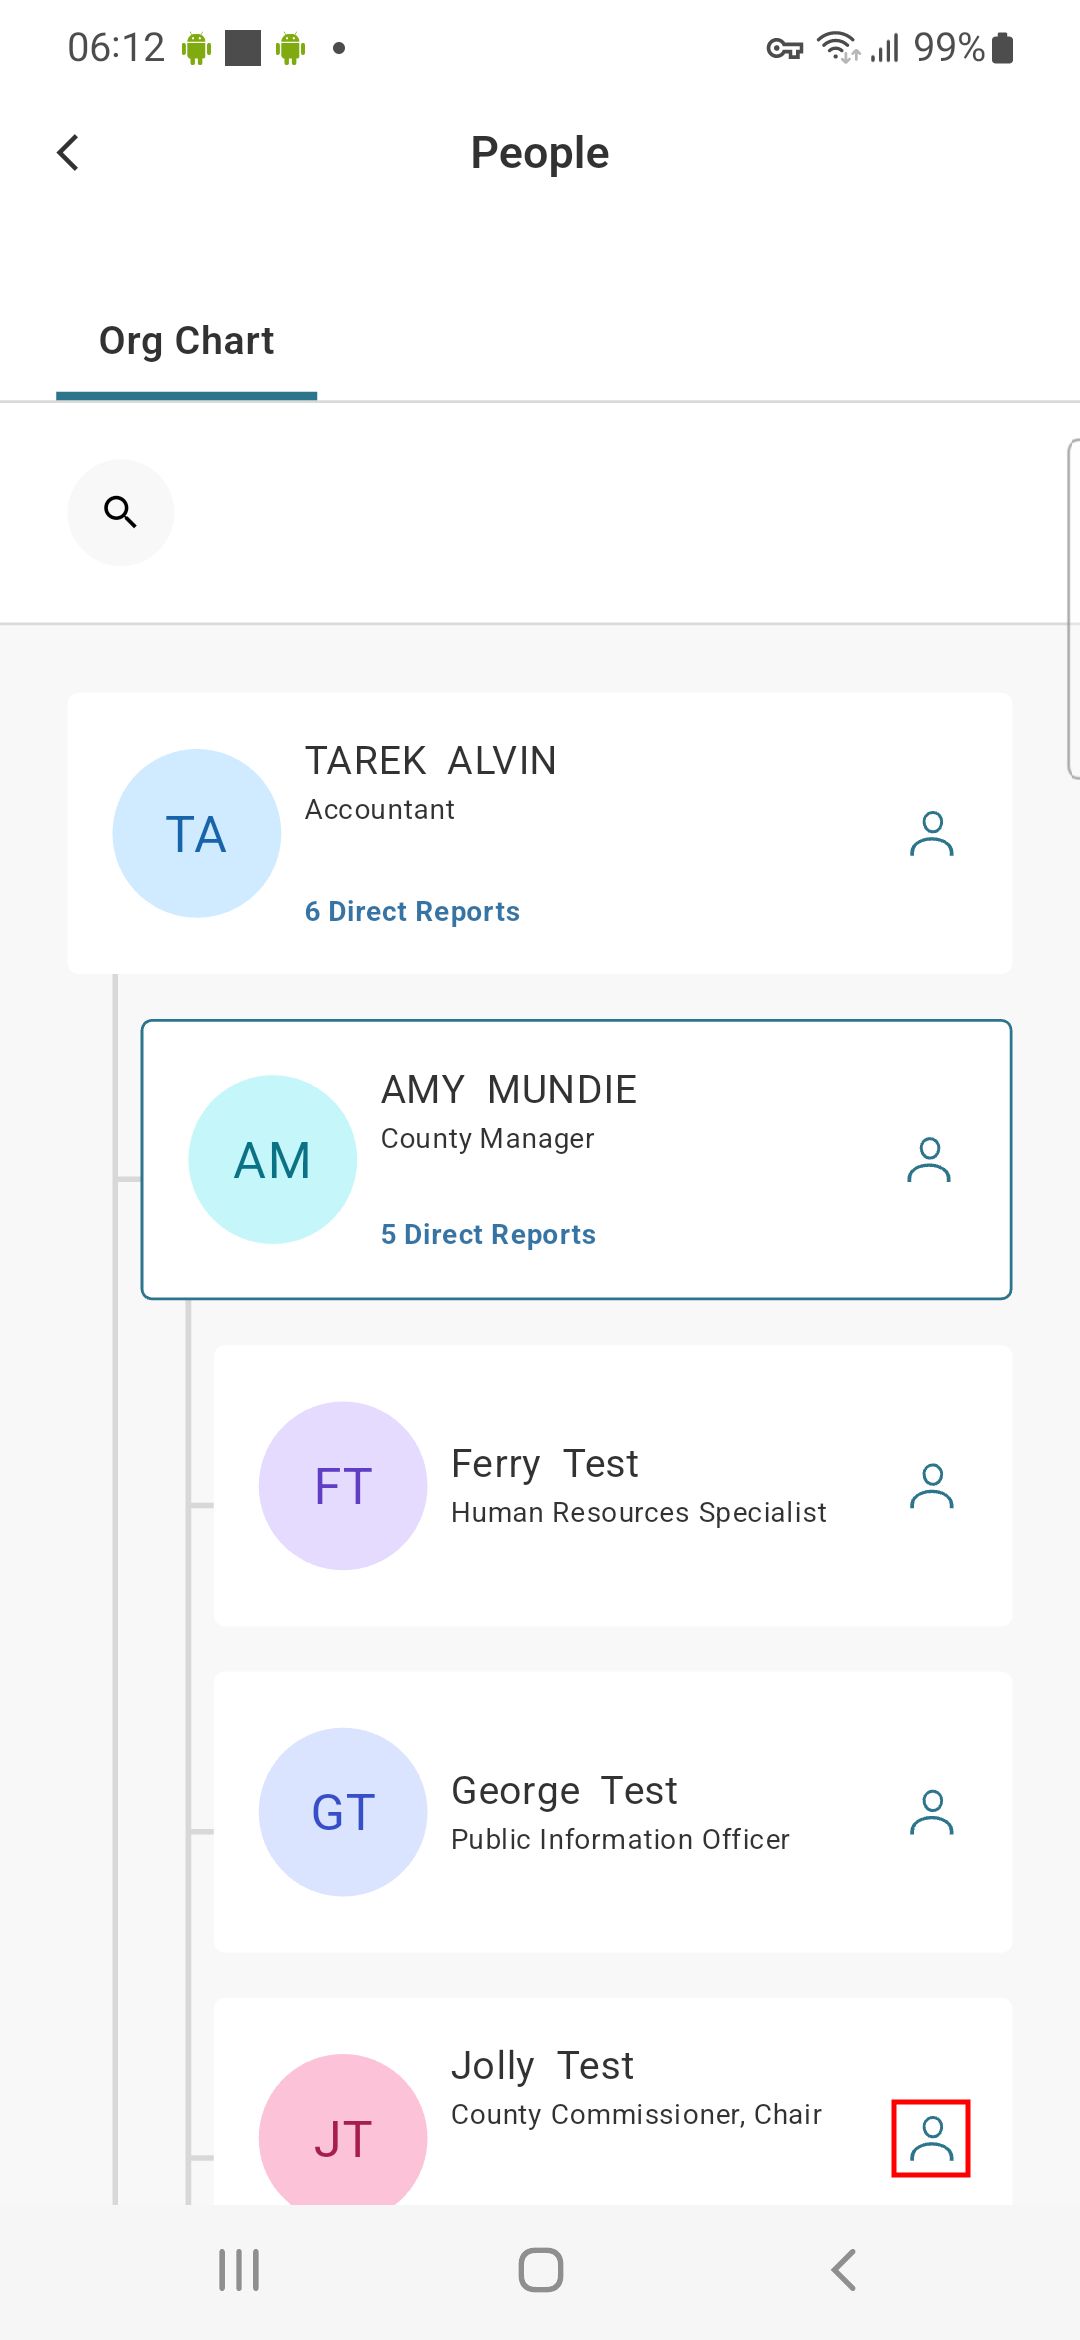 06:12
99%
People
Org Chart
TA
TAREK ALVIN
Accountant
6 Direct Reports
AM
AMY MUNDIE
County Manager
5 Direct Reports
FT
Ferry Test
Human Resources Specialist
GT
George Test
Public Information Officer
JT
Jolly Test
County Commissioner, Chair